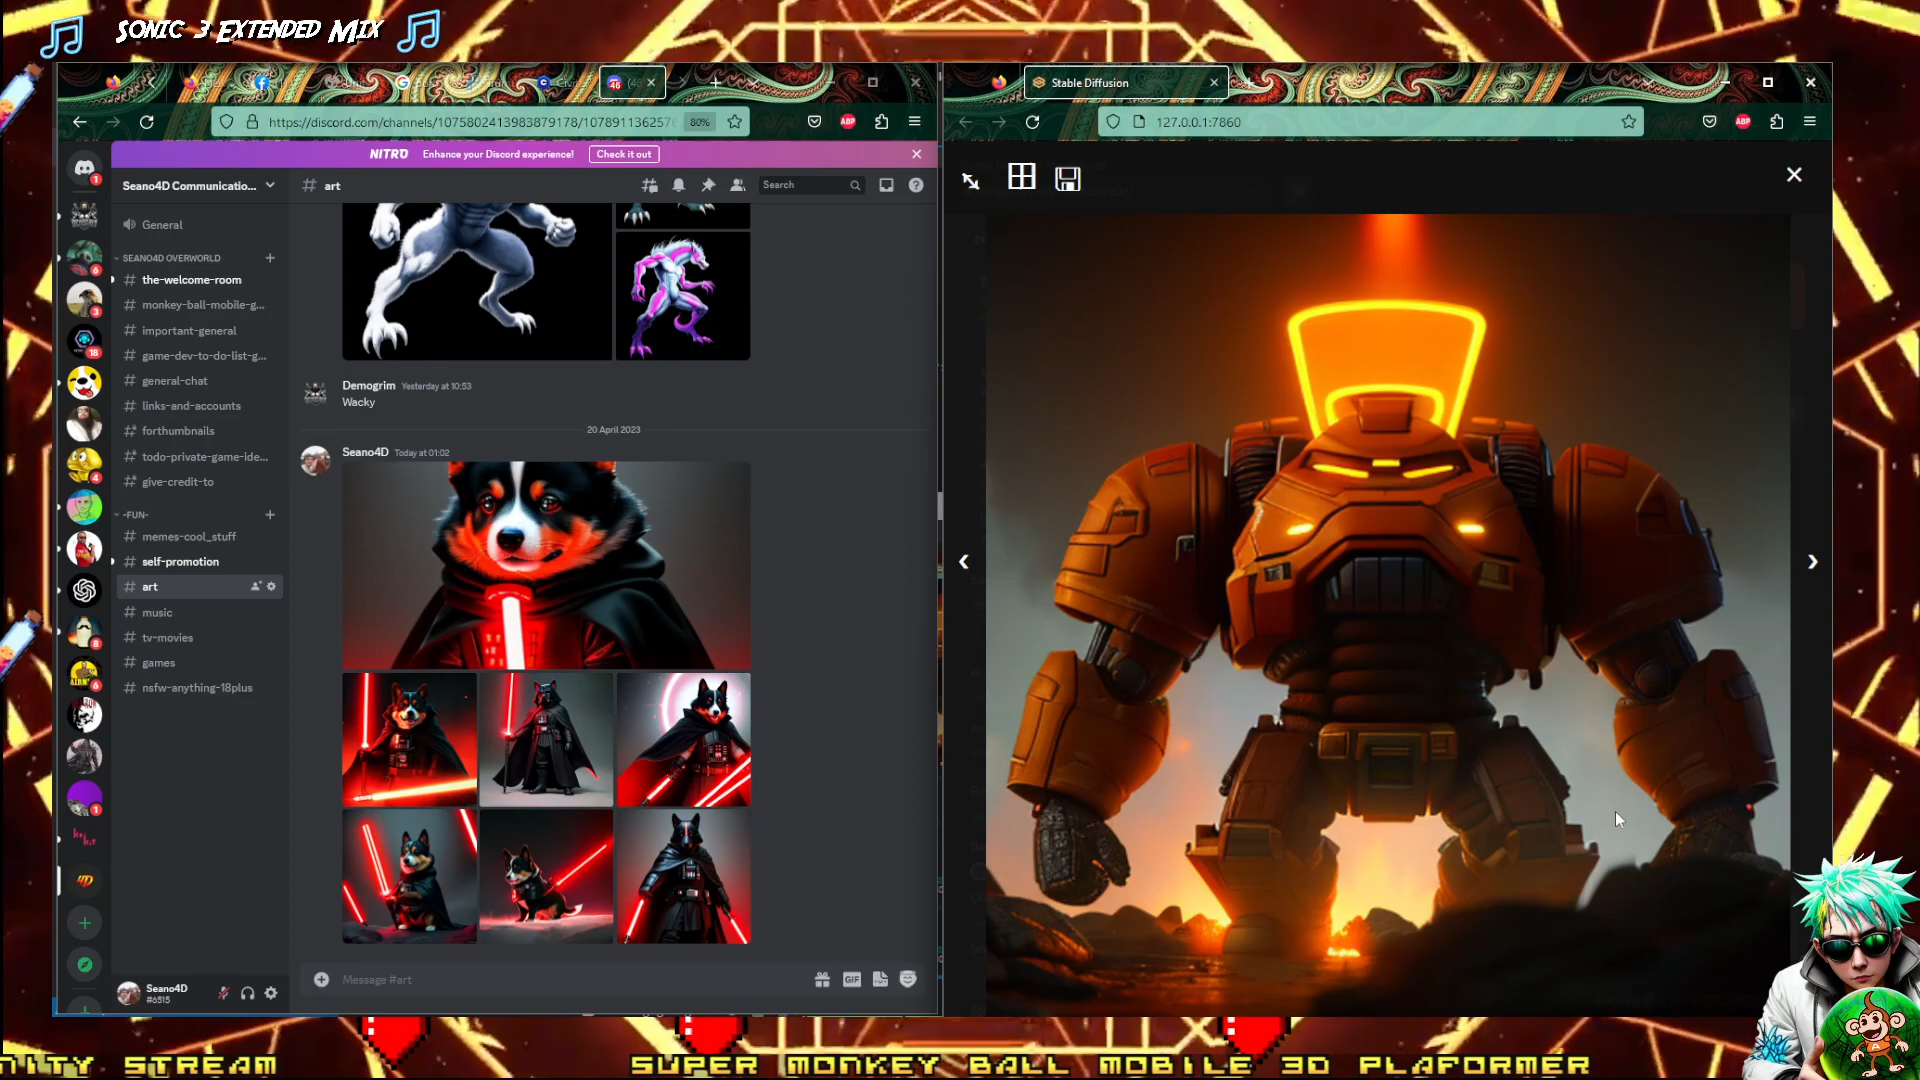 Sonic 3 Extended Mix
Stable Diffusion
https://discord.com/channels/1075802413983879178/107891136257
80%
127.0.0.1:7860
NITRO Enhance your Discord experience! Check it out
Seano4D Communicatio...
art
Search
General
SEANO4D OVERWORLD
the-welcome-room
monkey-ball-mobile-g...
important-general
game-dev-to-do-list-g...
general-chat
links-and-accounts
forthumbnails
todo-private-game-ide...
give-credit-to
-FUN-
memes-cool_stuff
self-promotion
art
music
tv-movies
games
nsfw-anything-18plus
Demogrim Yesterday at 10:53
Wacky
20 April 2023
Seano4D Today at 01:02
Message #art
GIF
Seano4D
#6515
NITY STREAM
SUPER MONKEY BALL MOBILE 3D PLAFORMER